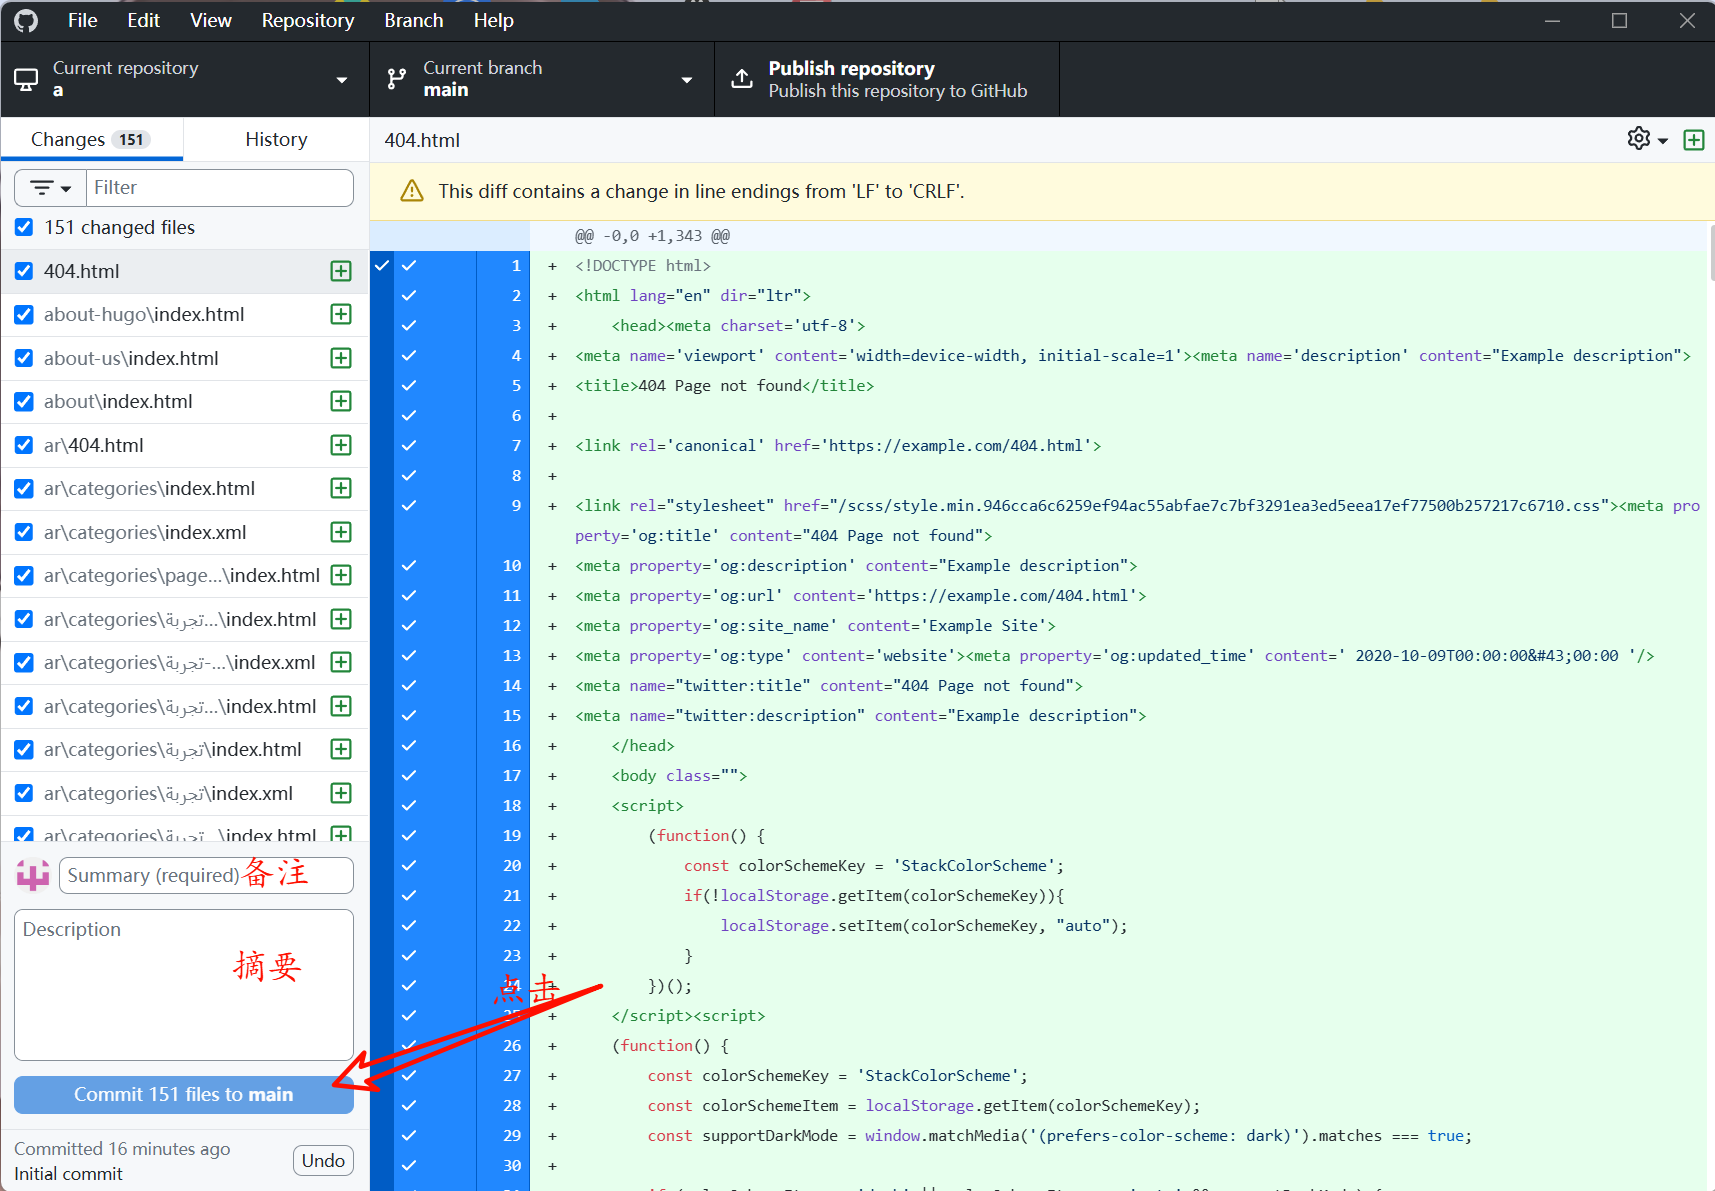 File Edit View Repository Branch Help
Current repository
a
Current branch
main
Publish repository
Publish this repository to GitHub
Changes 151
History
404.html
Filter
151 changed files
404.html
about-hugo\index.html
about-us\index.html
about\index.html
ar\404.html
ar\categories\index.html
ar\categories\index.xml
ar\categories\page...\index.html
ar\categories\تجربة...\index.html
ar\categories\تجربة-...\index.xml
ar\categories\تجربة...\index.html
ar\categories\تجربة\index.html
ar\categories\تجربة\index.xml
ar\categories\تجربة...\index.html
Summary (required)备注
Description
摘要
Commit 151 files to main
Committed 16 minutes ago
Initial commit
Undo
This diff contains a change in line endings from 'LF' to 'CRLF'.
@@ -0,0 +1,343 @@
1 + <!DOCTYPE html>
2 + <html lang="en" dir="ltr">
3 + <head><meta charset='utf-8'>
4 + <meta name='viewport' content='width=device-width, initial-scale=1'><meta name='description' content="Example description">
5 + <title>404 Page not found</title>
6 +
7 + <link rel='canonical' href='https://example.com/404.html'>
8 +
9 + <link rel="stylesheet" href="/scss/style.min.946cca6c6259ef94ac55abfae7c7bf3291ea3ed5eea17ef77500b257217c6710.css"><meta pro
perty='og:title' content="404 Page not found">
10 + <meta property='og:description' content="Example description">
11 + <meta property='og:url' content='https://example.com/404.html'>
12 + <meta property='og:site_name' content='Example Site'>
13 + <meta property='og:type' content='website'><meta property='og:updated_time' content=' 2020-10-09T00:00:00&#43;00:00 '/>
14 + <meta name="twitter:title" content="404 Page not found">
15 + <meta name="twitter:description" content="Example description">
16 + </head>
17 + <body class="">
18 + <script>
19 + (function() {
20 + const colorSchemeKey = 'StackColorScheme';
21 + if(!localStorage.getItem(colorSchemeKey)){
22 + localStorage.setItem(colorSchemeKey, "auto");
23 + }
24 + })();
点击
25 + </script><script>
26 + (function() {
27 + const colorSchemeKey = 'StackColorScheme';
28 + const colorSchemeItem = localStorage.getItem(colorSchemeKey);
29 + const supportDarkMode = window.matchMedia('(prefers-color-scheme: dark)').matches === true;
30 +